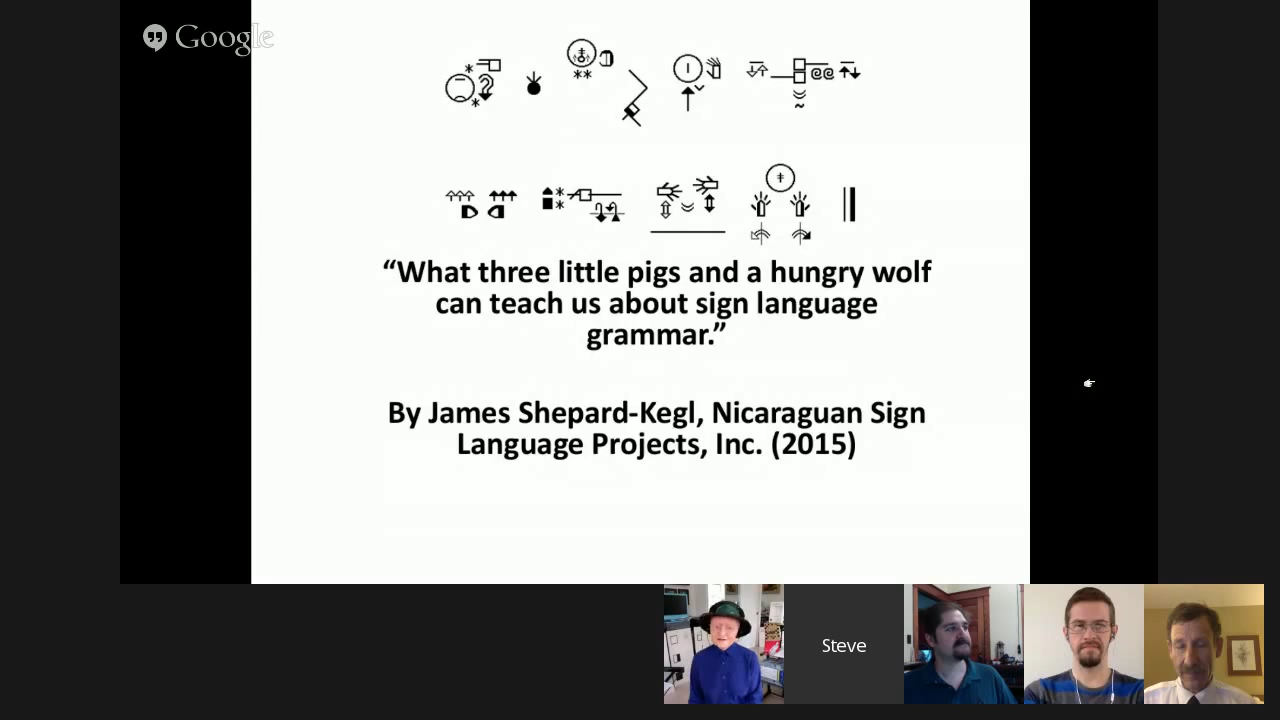 Google
“What three little pigs and a hungry wolf
can teach us about sign language
grammar.”
By James Shepard-Kegl, Nicaraguan Sign
Language Projects, Inc. (2015)
Steve